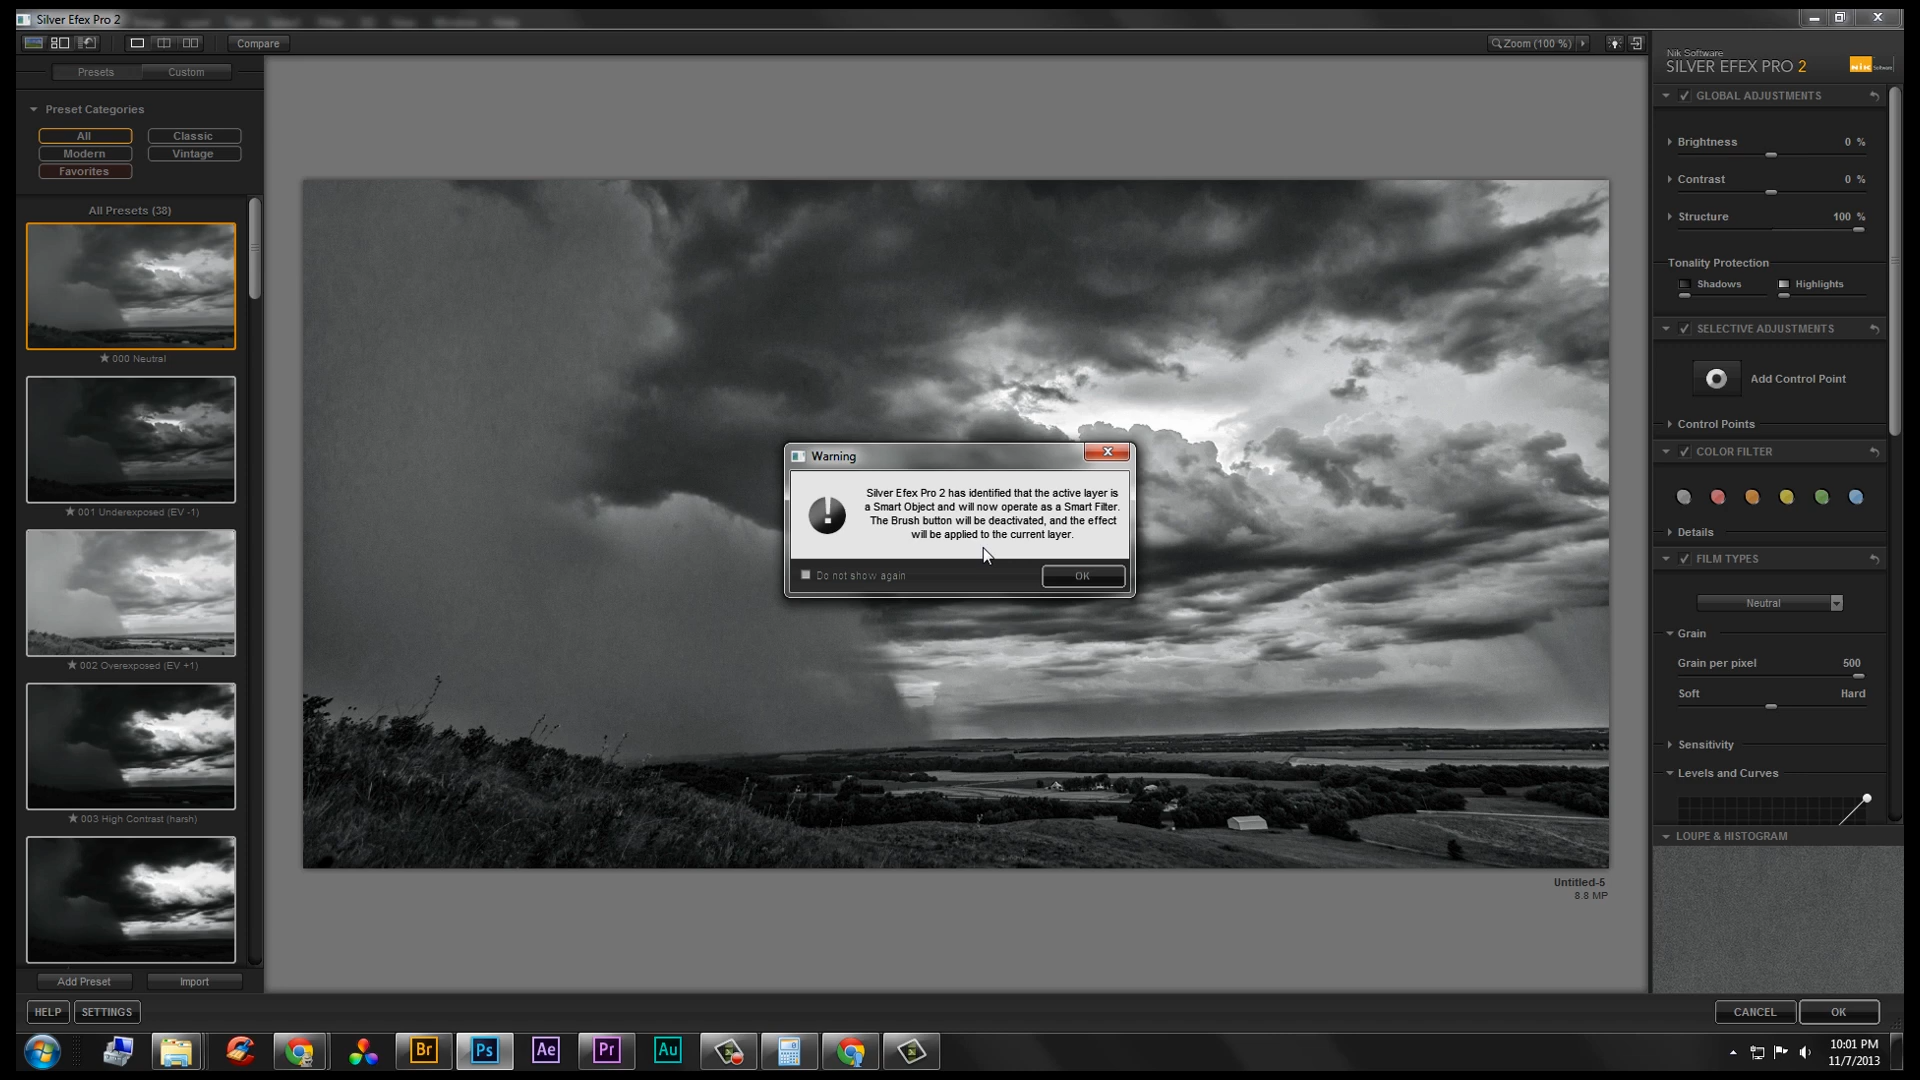 Silver Efex Pro 2
Compare
Zoom (100 %)
Presets
Custom
Preset Categories
All
Classic
Modern
Vintage
Favorites
All Presets (38)
000 Neutral
001 Underexposed (EV -1)
002 Overexposed (EV +1)
003 High Contrast (harsh)
Add Preset
Import
HELP
SETTINGS
Warning
Silver Efex Pro 2 has identified that the active layer is
a Smart Object and will now operate as a Smart Filter.
The Brush button will be deactivated, and the effect
will be applied to the current layer.
Do not show again
OK
Untitled-5
8.8 MP
Nik Software
SILVER EFEX PRO 2
NiK Software
GLOBAL ADJUSTMENTS
Brightness 0 %
Contrast 0 %
Structure 100 %
Tonality Protection
Shadows
Highlights
SELECTIVE ADJUSTMENTS
Add Control Point
Control Points
COLOR FILTER
Details
FILM TYPES
Neutral
Grain
Grain per pixel 500
Soft Hard
Sensitivity
Levels and Curves
LOUPE & HISTOGRAM
CANCEL
OK
Br
Ps
Ae
Pr
Au
10:01 PM
11/7/2013